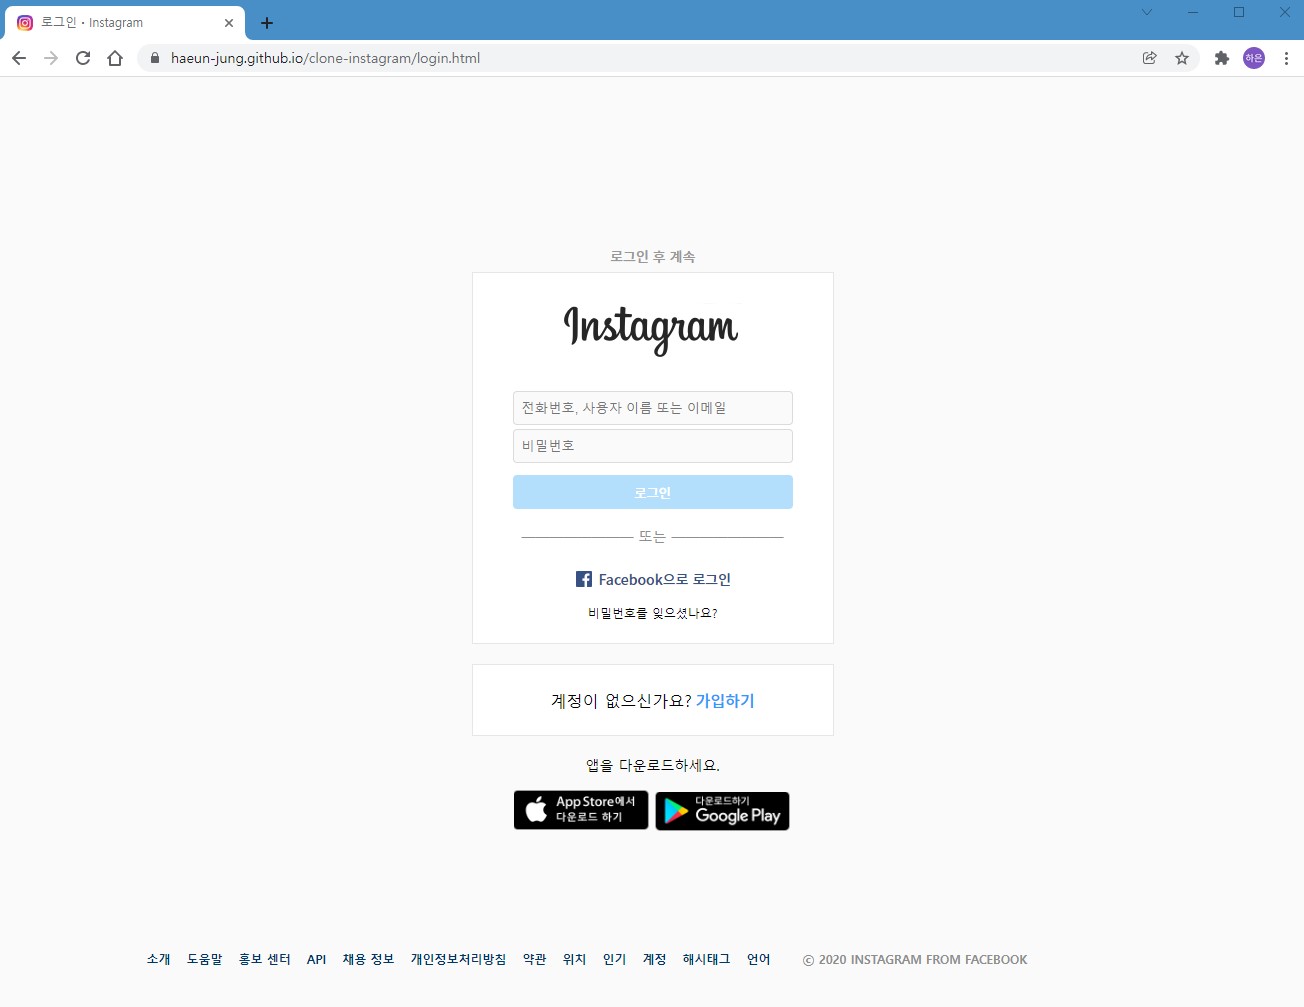 로그인 • Instagram
haeun-jung.github.io/clone-instagram/login.html
하은
로그인 후 계속
Instagram
전화번호, 사용자 이름 또는 이메일
비밀번호
로그인
또는
Facebook으로 로그인
비밀번호를 잊으셨나요?
계정이 없으신가요? 가입하기
앱을 다운로드하세요.
App Store에서
다운로드 하기
다운로드하기
Google Play
소개 도움말 홍보 센터 API 채용 정보 개인정보처리방침 약관 위치 인기 계정 해시태그 언어 © 2020 INSTAGRAM FROM FACEBOOK